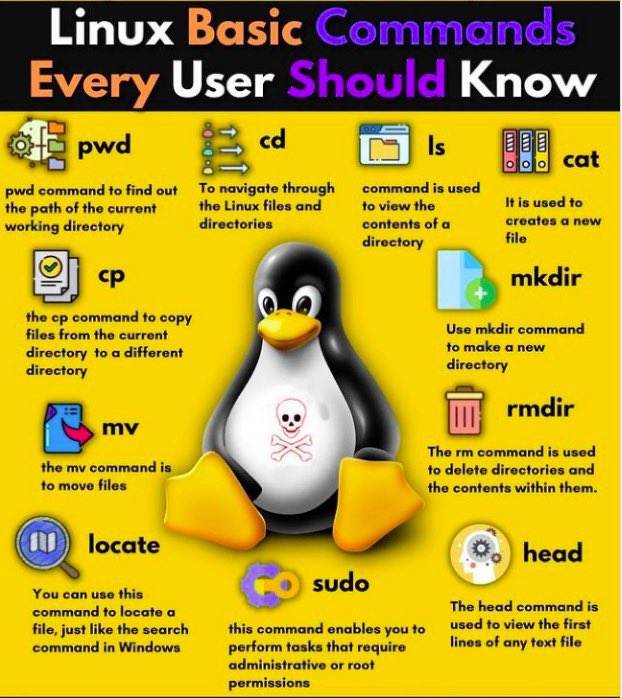 Linux Basic Commands
Every User Should Know
pwd
pwd command to find out
the path of the current
working directory
cd
To navigate through
the Linux files and
directories
ls
command is used
to view the
contents of a
directory
cat
It is used to
creates a new
file
cp
the cp command to copy
files from the current
directory to a different
directory
mkdir
Use mkdir command
to make a new
directory
mv
the mv command is
to move files
rmdir
The rm command is used
to delete directories and
the contents within them.
locate
You can use this
command to locate a
file, just like the search
command in Windows
sudo
this command enables you to
perform tasks that require
administrative or root
permissions
head
The head command is
used to view the first
lines of any text file